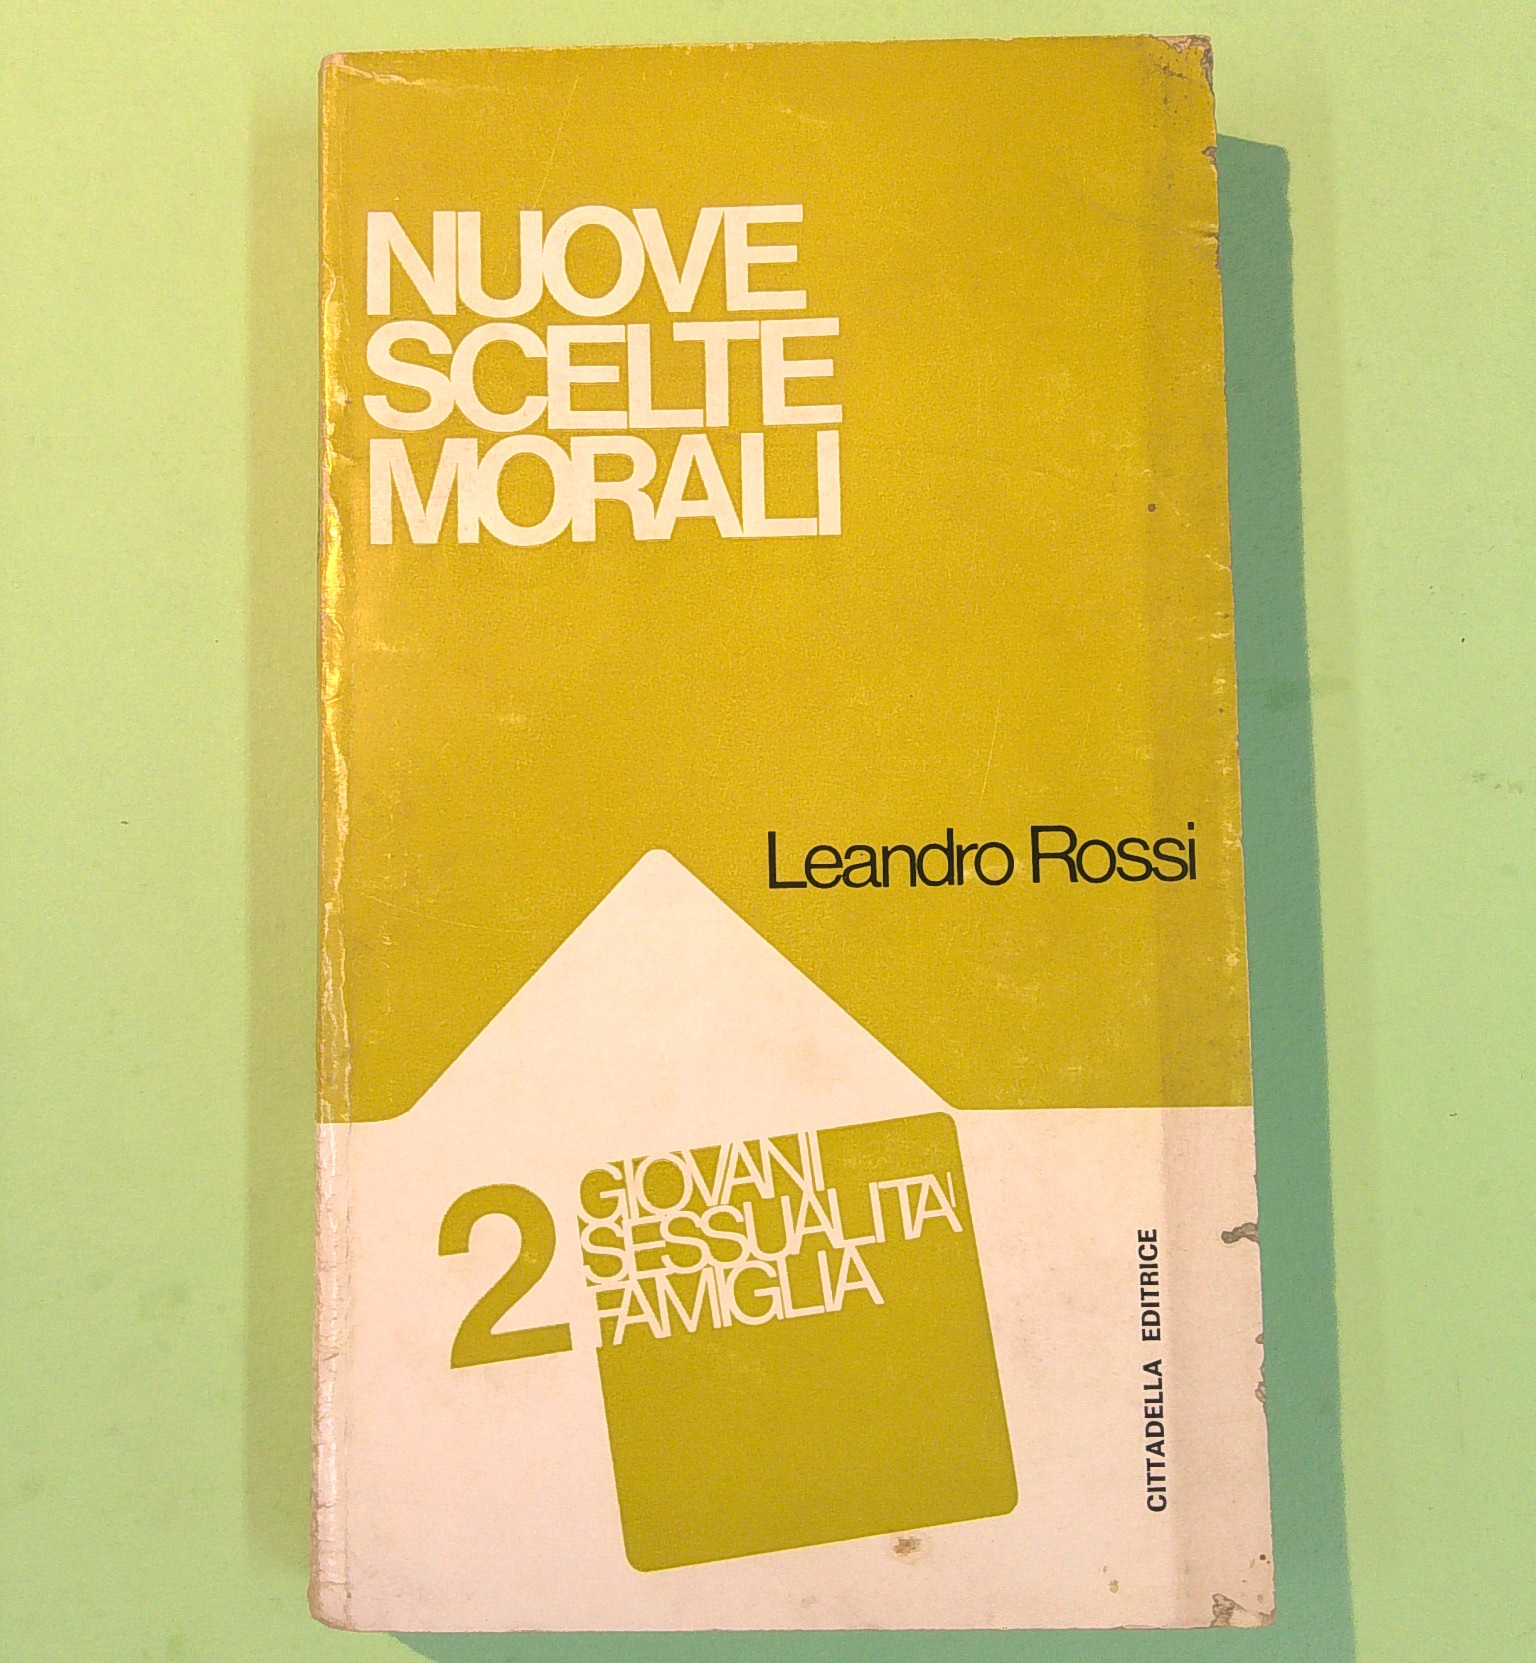 NUOVE
SCELTE
MORALI
Leandro Rossi
2
GIOVANI
SESSUALITA'
FAMIGLIA
CITTADELLA EDITRICE